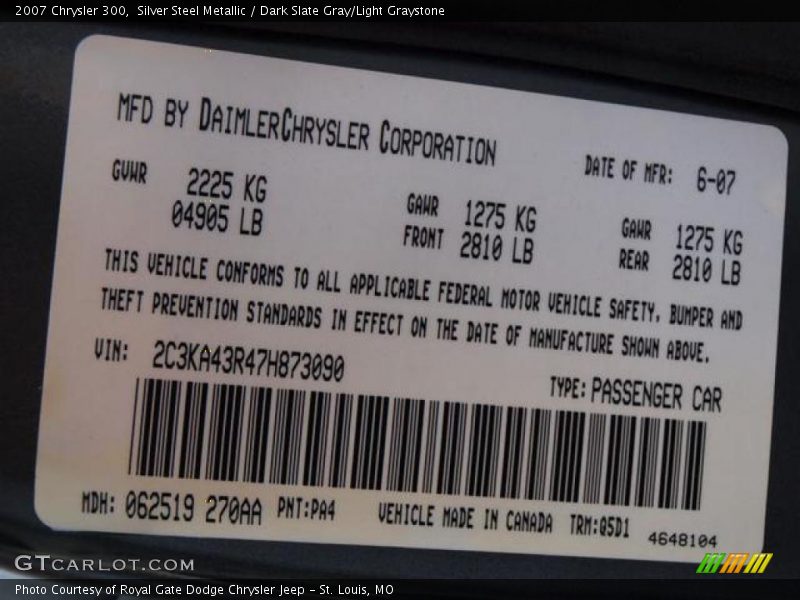 2007 Chrysler 300, Silver Steel Metallic / Dark Slate Gray/Light Graystone
MFD BY DAIMLERCHRYSLER CORPORATION
DATE OF MFR: 6-07
GVWR 2225 KG
04905 LB
GAWR 1275 KG
FRONT 2810 LB
GAWR 1275 KG
REAR 2810 LB
THIS VEHICLE CONFORMS TO ALL APPLICABLE FEDERAL MOTOR VEHICLE SAFETY, BUMPER AND
THEFT PREVENTION STANDARDS IN EFFECT ON THE DATE OF MANUFACTURE SHOWN ABOVE.
VIN: 2C3KA43R47H873090
TYPE: PASSENGER CAR
MDH: 062519 270AA PNT:PA4 VEHICLE MADE IN CANADA TRM:Q5D1 4648104
GTCARLOT.COM
Photo Courtesy of Royal Gate Dodge Chrysler Jeep - St. Louis, MO